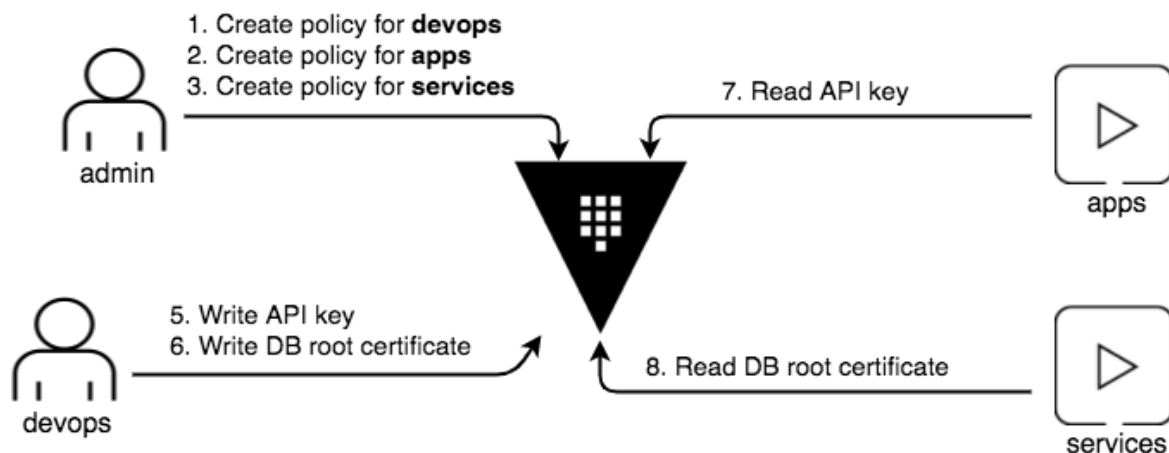 1. Create policy for devops
2. Create policy for apps
3. Create policy for services
admin
7. Read API key
apps
5. Write API key
6. Write DB root certificate
devops
8. Read DB root certificate
services